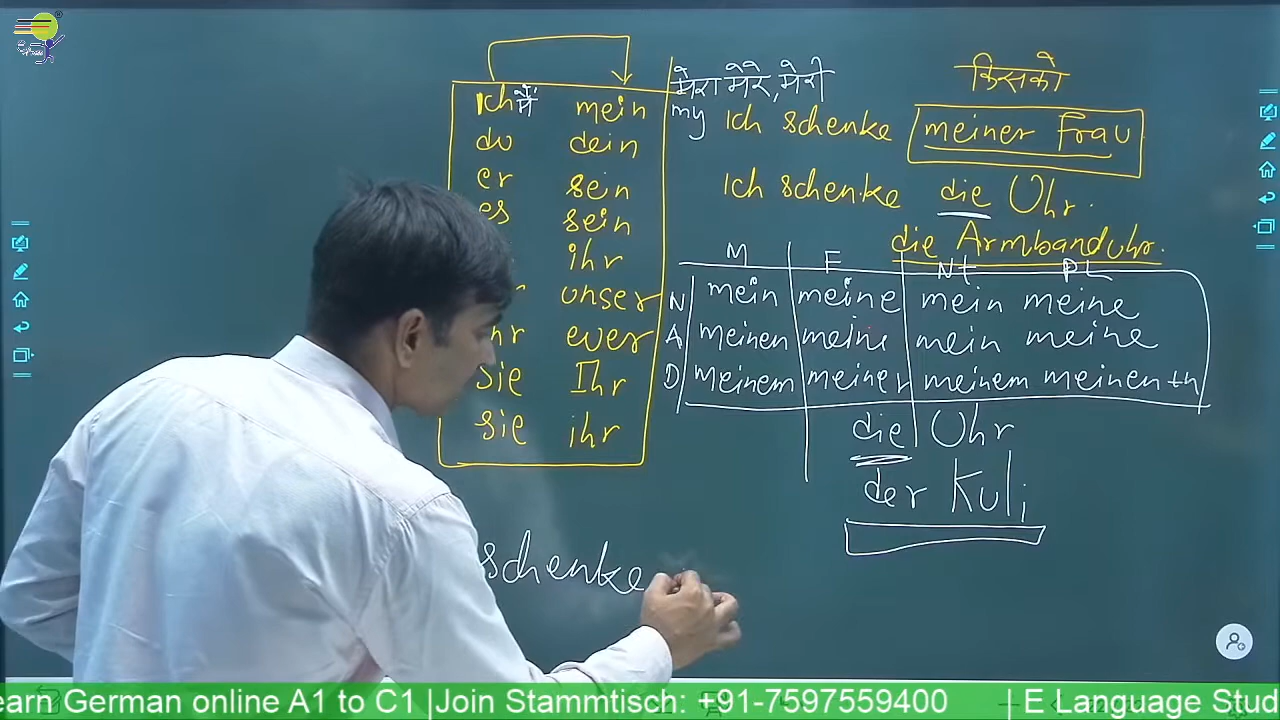 ich मैं mein
du dein
er sein
es sein
ihr
unser
hr euer
sie Ihr
sie ihr
मेरा मेरे, मेरी
my
किसको
Ich schenke meiner Frau
Ich schenke die Uhr.
die Armbanduhr.
M F Nt PL
N mein meine mein meine
A meinen meine mein meine
D meinem meiner meinem meinen +n
die Uhr
der Kuli
schenke
earn German online A1 to C1 |Join Stammtisch: +91-7597559400 | E Language Stud